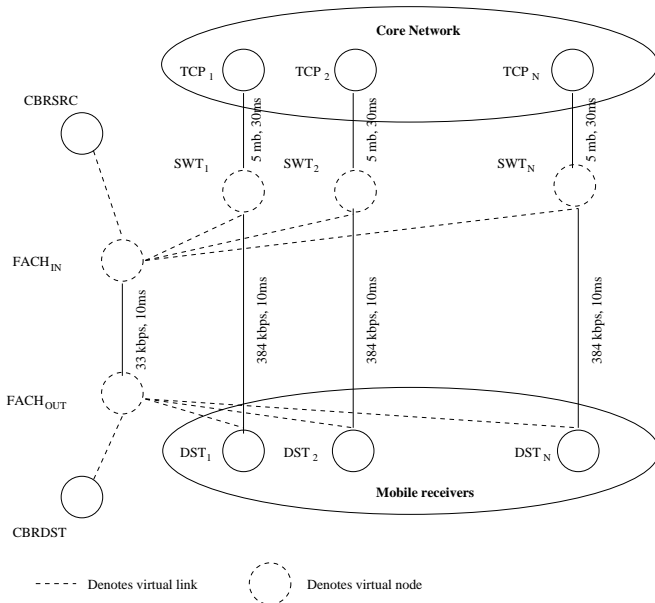 Core Network
TCP 1
TCP 2
TCP N
CBRSRC
5 mb, 30ms
5 mb, 30ms
5 mb, 30ms
SWT 1
SWT 2
SWT N
FACH IN
33 kbps, 10ms
384 kbps, 10ms
384 kbps, 10ms
384 kbps, 10ms
FACH OUT
DST 1
DST 2
DST N
Mobile receivers
CBRDST
Denotes virtual link
Denotes virtual node